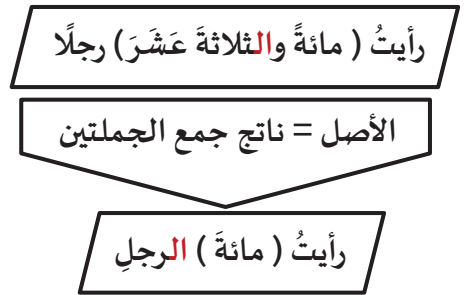 رأيتُ ( مائةً والثلاثةَ عَشَرَ) رجلًا
الأصل = ناتج جمع الجملتين
رأيتُ ( مائةَ ) الرجلِ